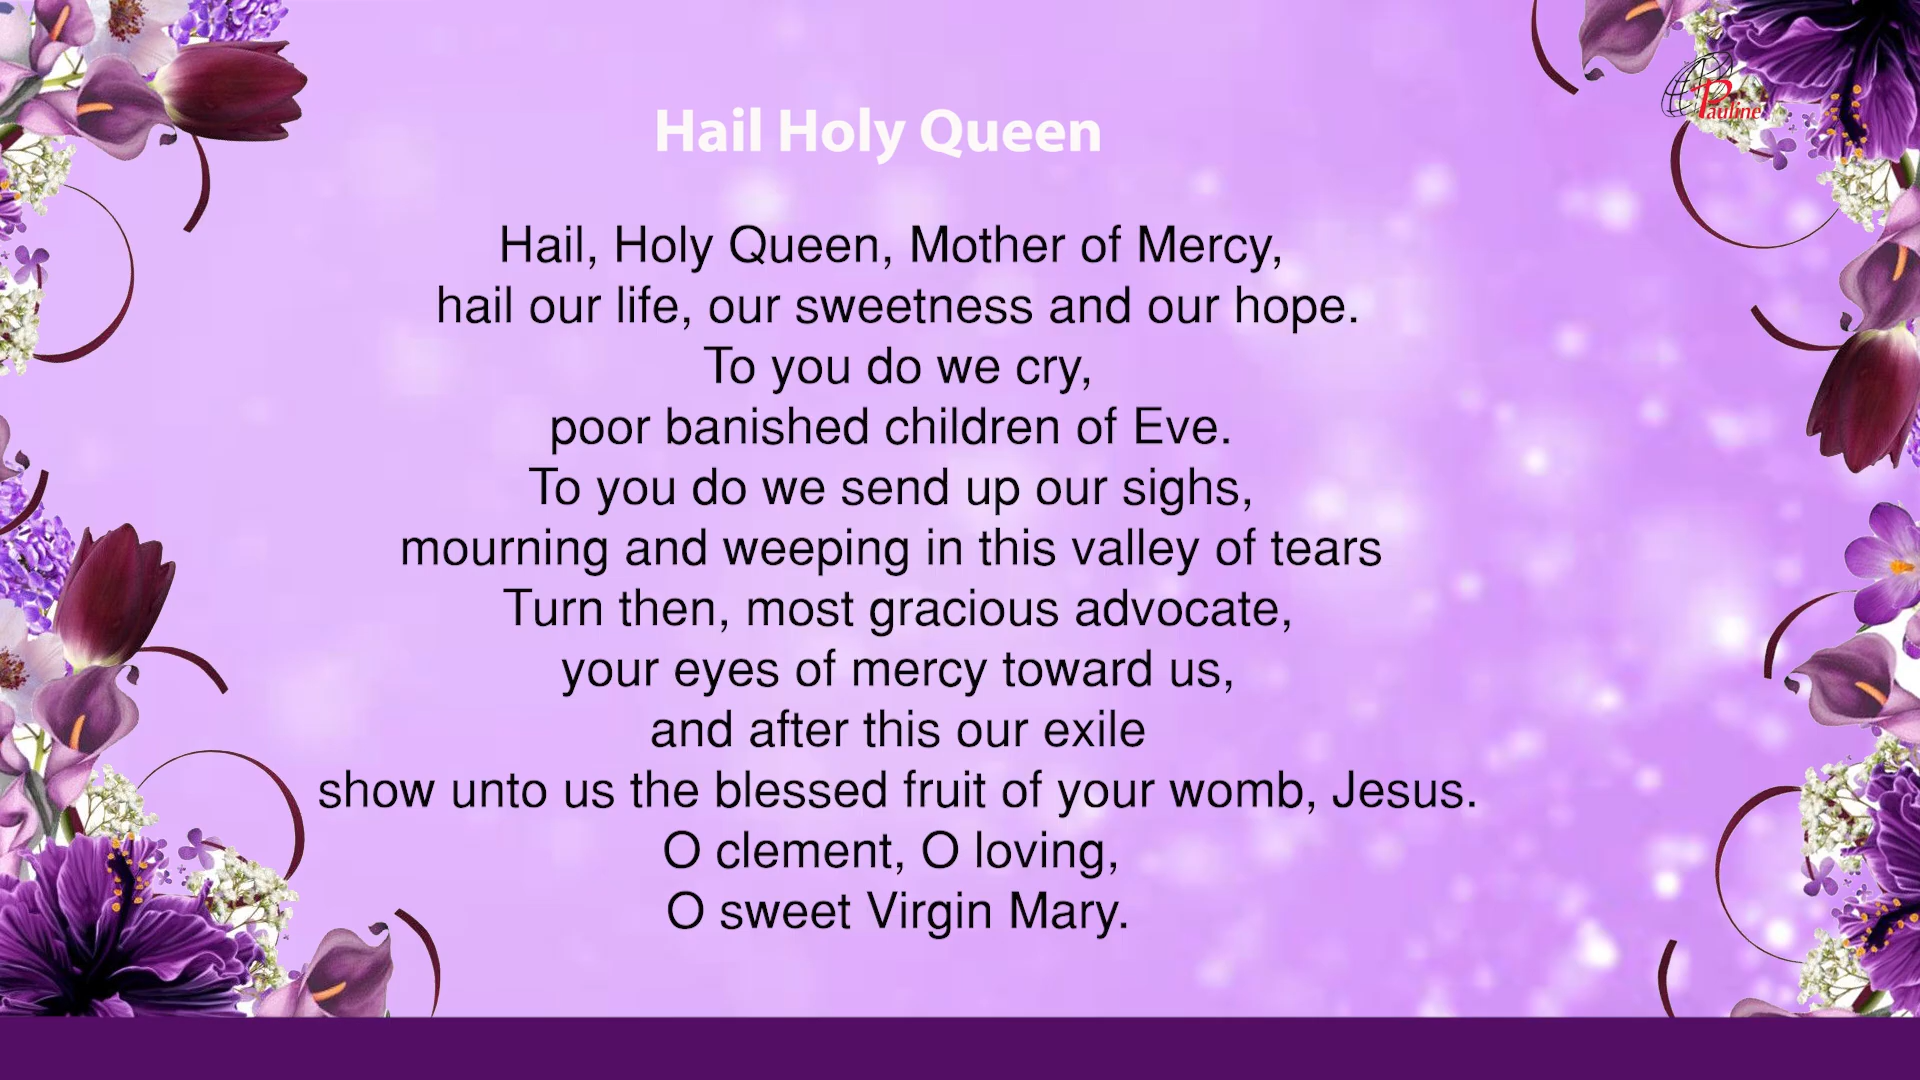 Pauline
Hail Holy Queen
Hail, Holy Queen, Mother of Mercy,
hail our life, our sweetness and our hope.
To you do we cry,
poor banished children of Eve.
To you do we send up our sighs,
mourning and weeping in this valley of tears
Turn then, most gracious advocate,
your eyes of mercy toward us,
and after this our exile
show unto us the blessed fruit of your womb, Jesus.
O clement, O loving,
O sweet Virgin Mary.